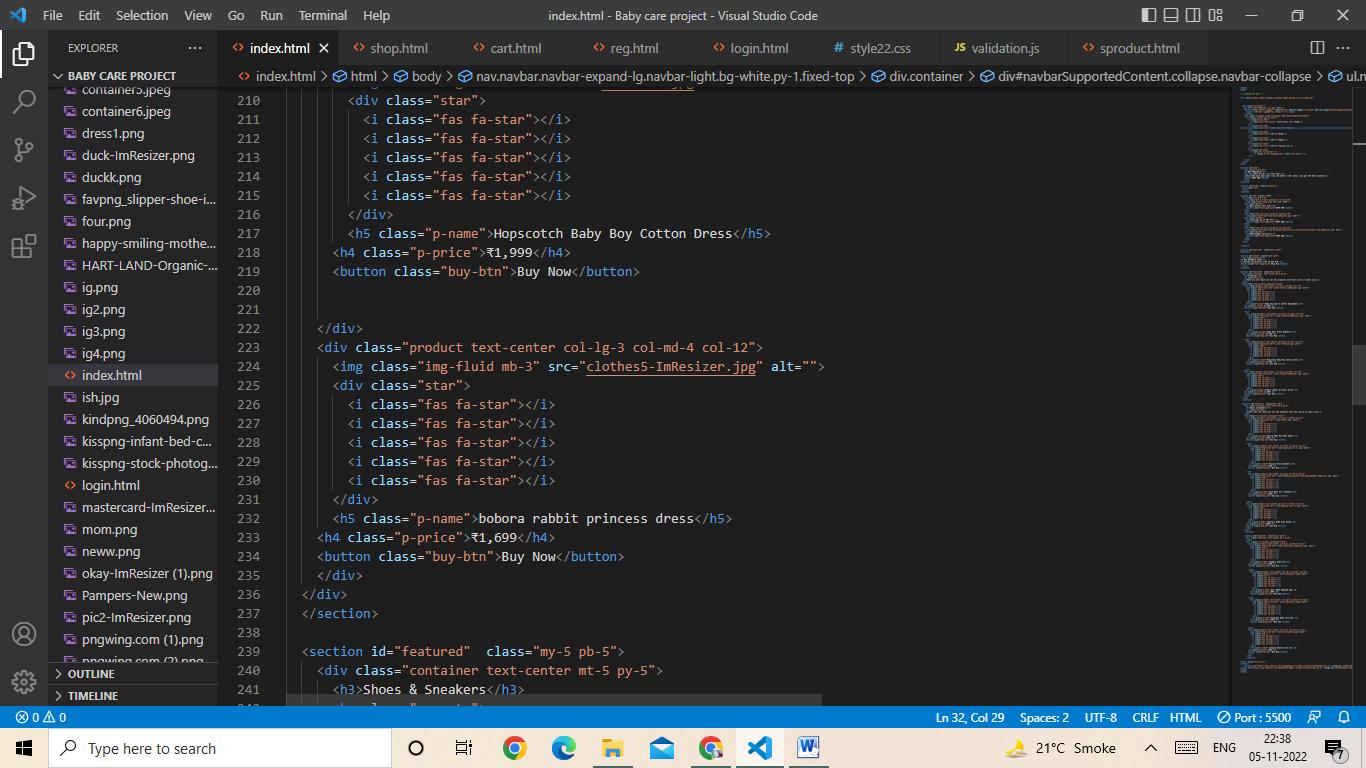 File Edit Selection View Go Run Terminal Help
index.html - Baby care project - Visual Studio Code
EXPLORER
index.html
shop.html
cart.html
reg.html
login.html
# style22.css
JS validation.js
sproduct.html
index.html > html > body > nav.navbar.navbar-expand-lg.navbar-light.bg-white.py-1.fixed-top > div.container > div#navbarSupportedContent.collapse.navbar-collapse >
BABY CARE PROJECT
container5.jpeg
container6.jpeg
dress1.png
duck-ImResizer.png
duckk.png
favpng_slipper-shoe-i...
four.png
happy-smiling-mothe...
HART-LAND-Organic-...
ig.png
ig2.png
ig3.png
ig4.png
index.html
ish.jpg
kindpng_4060494.png
kisspng-infant-bed-c...
kisspng-stock-photog...
login.html
mastercard-ImResizer...
mom.png
neww.png
okay-ImResizer (1).png
Pampers-New.png
pic2-ImResizer.png
pngwing.com (1).png
pngwing.com (2).png
OUTLINE
TIMELINE
210 <div class="star">
211 <i class="fas fa-star"></i>
212 <i class="fas fa-star"></i>
213 <i class="fas fa-star"></i>
214 <i class="fas fa-star"></i>
215 <i class="fas fa-star"></i>
216 </div>
217 <h5 class="p-name">Hopscotch Baby Boy Cotton Dress</h5>
218 <h4 class="p-price">₹1,999</h4>
219 <button class="buy-btn">Buy Now</button>
220
221
222 </div>
223 <div class="product text-center col-lg-3 col-md-4 col-12">
224 <img class="img-fluid mb-3" src="clothes5-ImResizer.jpg" alt="">
225 <div class="star">
226 <i class="fas fa-star"></i>
227 <i class="fas fa-star"></i>
228 <i class="fas fa-star"></i>
229 <i class="fas fa-star"></i>
230 <i class="fas fa-star"></i>
231 </div>
232 <h5 class="p-name">bobora rabbit princess dress</h5>
233 <h4 class="p-price">₹1,699</h4>
234 <button class="buy-btn">Buy Now</button>
235 </div>
236 </div>
237 </section>
238
239 <section id="featured"  class="my-5 pb-5">
240 <div class="container text-center mt-5 py-5">
241 <h3>Shoes & Sneakers</h3>
0 0
Ln 32, Col 29
Spaces: 2
UTF-8
CRLF
HTML
Port : 5500
Type here to search
21°C Smoke
ENG
22:38
05-11-2022
7